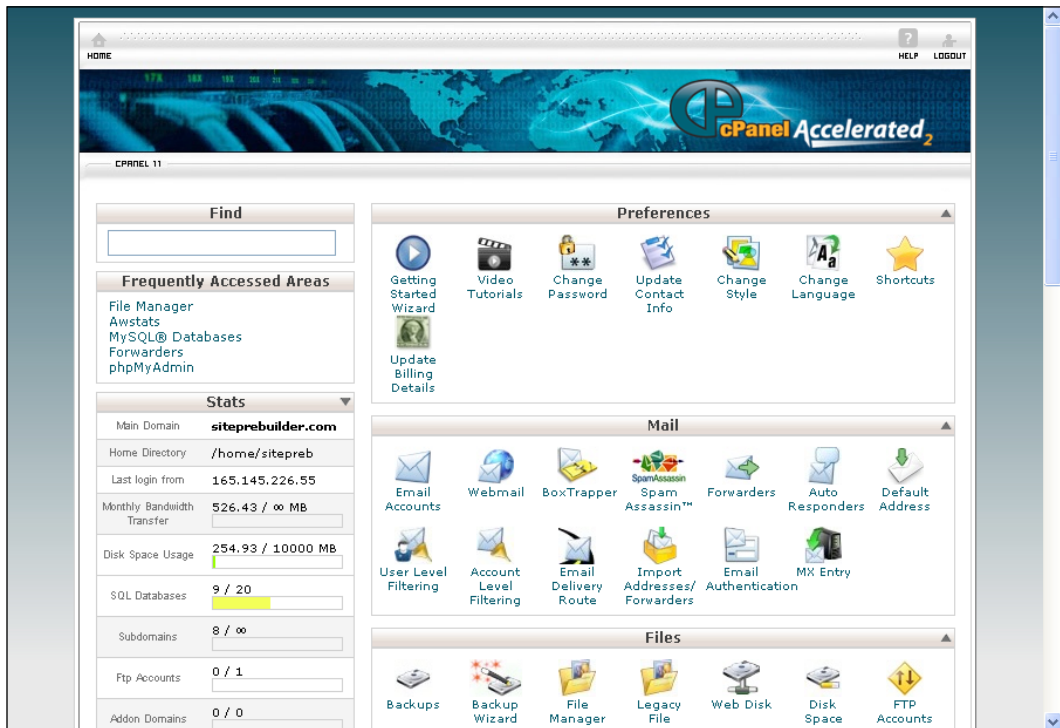 HOME
HELP
LOGOUT
cPanel Accelerated2
CPANEL 11
Find
Frequently Accessed Areas
File Manager
Awstats
MySQL® Databases
Forwarders
phpMyAdmin
Stats
Main Domain siteprebuilder.com
Home Directory /home/sitepreb
Last login from 165.145.226.55
Monthly Bandwidth
Transfer
526.43 / ∞ MB
Disk Space Usage 254.93 / 10000 MB
SQL Databases 9 / 20
Subdomains 8 / ∞
Ftp Accounts 0 / 1
Addon Domains 0 / 0
Preferences
Getting
Started
Wizard
Video
Tutorials
Change
Password
Update
Contact
Info
Change
Style
Change
Language
Shortcuts
Update
Billing
Details
Mail
Email
Accounts
Webmail
BoxTrapper
SpamAssassin
Spam
Assassin™
Forwarders
Auto
Responders
Default
Address
User Level
Filtering
Account
Level
Filtering
Email
Delivery
Route
Import
Addresses/
Forwarders
Email
Authentication
MX Entry
Files
Backups
Backup
Wizard
File
Manager
Legacy
File
Web Disk
Disk
Space
FTP
Accounts